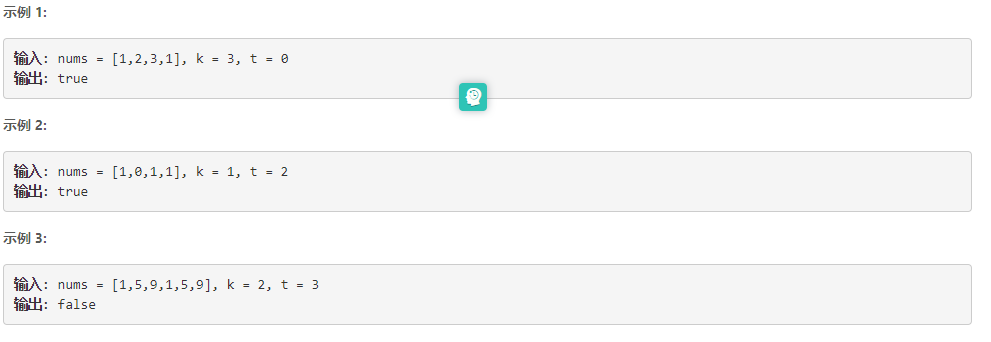 示例 1:
输入: nums = [1,2,3,1], k = 3, t = 0
输出: true
示例 2:
输入: nums = [1,0,1,1], k = 1, t = 2
输出: true
示例 3:
输入: nums = [1,5,9,1,5,9], k = 2, t = 3
输出: false